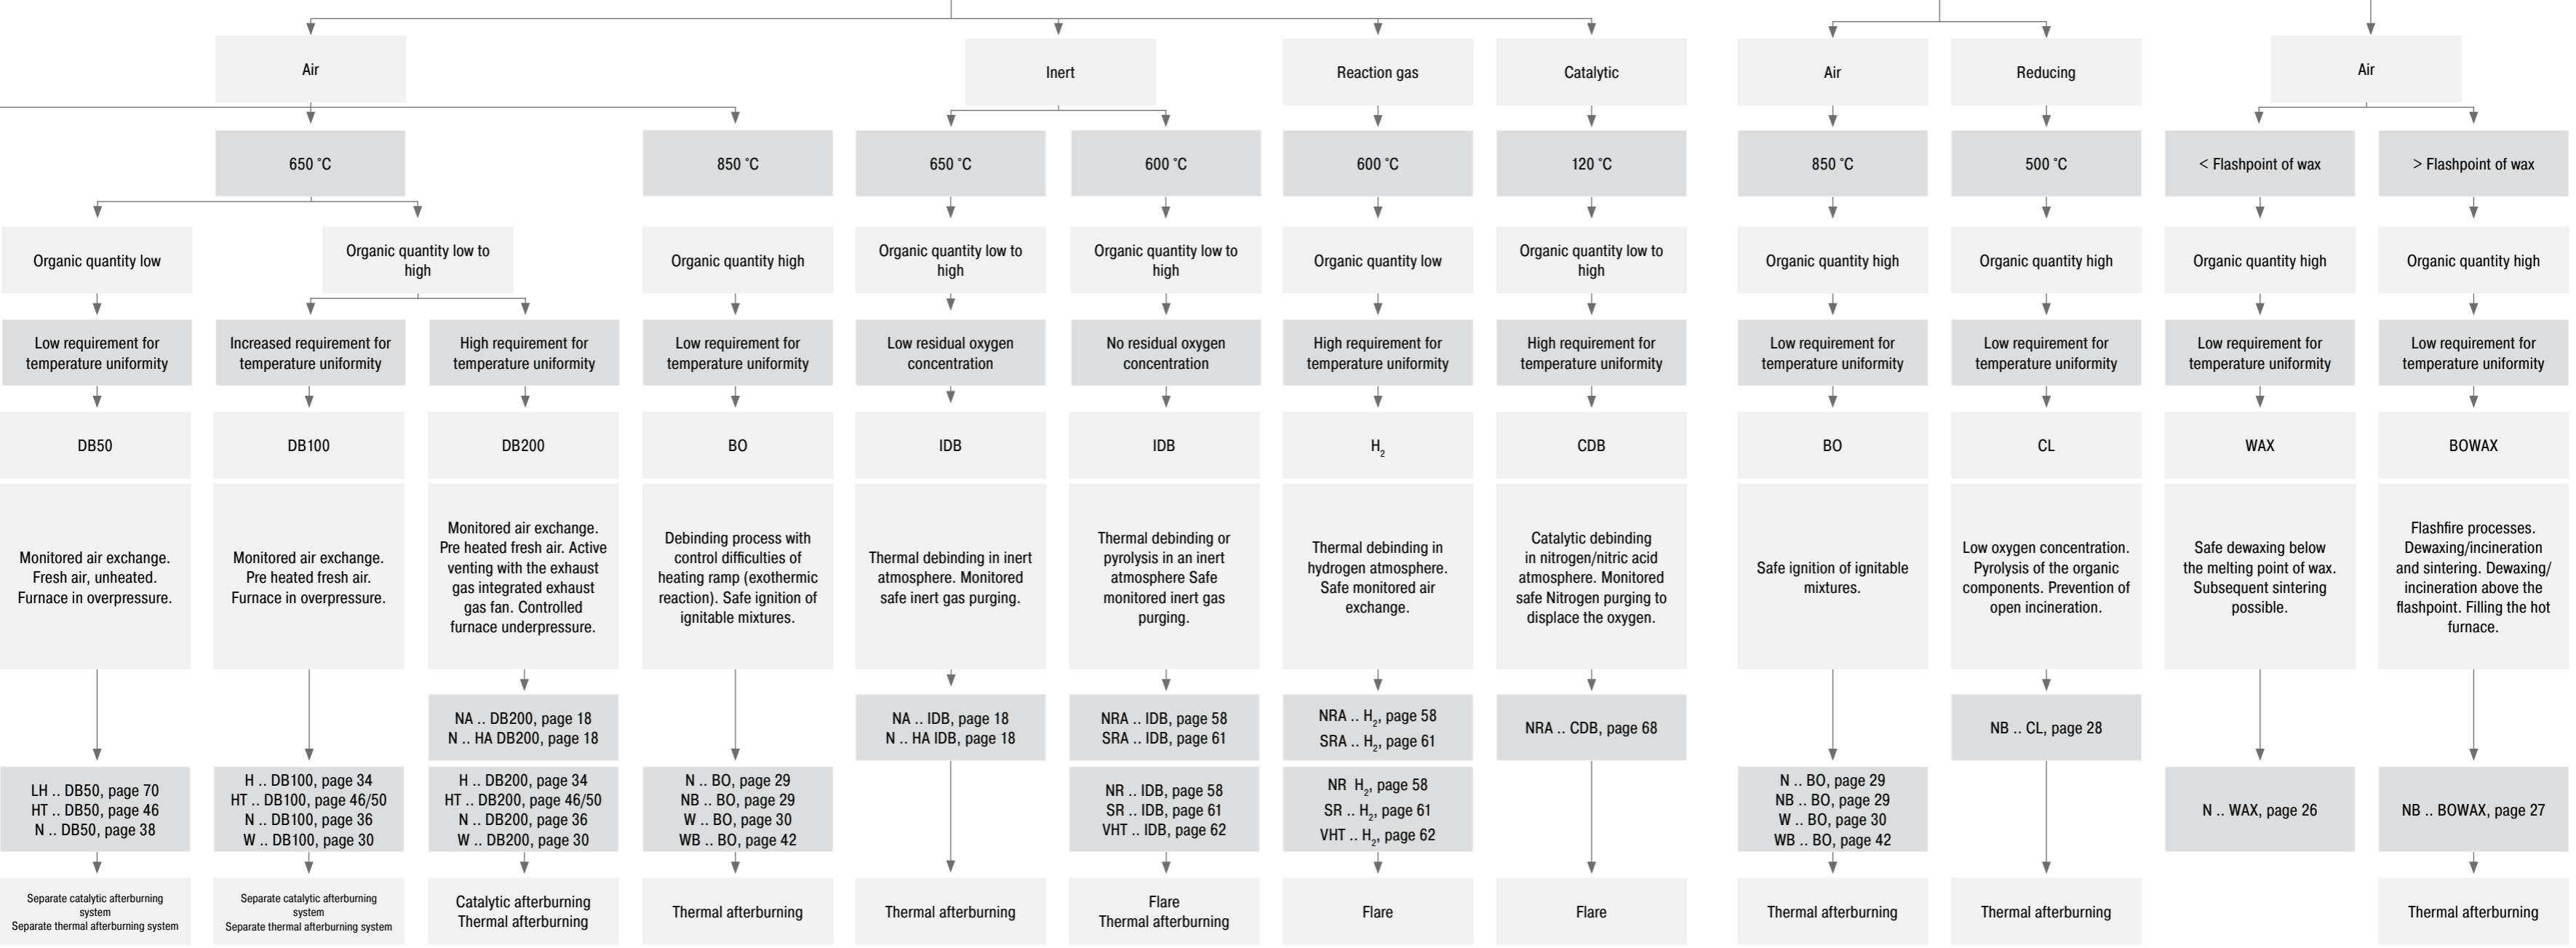 Air
Inert
Reaction gas
Catalytic
Air
Reducing
Air
650 °C
850 °C
650 °C
600 °C
600 °C
120 °C
850 °C
500 °C
< Flashpoint of wax
> Flashpoint of wax
Organic quantity low
Organic quantity low to
high
Organic quantity high
Organic quantity low to
high
Organic quantity low to
high
Organic quantity low
Organic quantity low to
high
Organic quantity high
Organic quantity high
Organic quantity high
Organic quantity high
Low requirement for
temperature uniformity
Increased requirement for
temperature uniformity
High requirement for
temperature uniformity
Low requirement for
temperature uniformity
Low residual oxygen
concentration
No residual oxygen
concentration
High requirement for
temperature uniformity
High requirement for
temperature uniformity
Low requirement for
temperature uniformity
Low requirement for
temperature uniformity
Low requirement for
temperature uniformity
Low requirement for
temperature uniformity
DB50
DB100
DB200
BO
IDB
IDB
H₂
CDB
BO
CL
WAX
BOWAX
Monitored air exchange.
Fresh air, unheated.
Furnace in overpressure.
Monitored air exchange.
Pre heated fresh air.
Furnace in overpressure.
Monitored air exchange.
Pre heated fresh air. Active
venting with the exhaust
gas integrated exhaust
gas fan. Controlled
furnace underpressure.
Debinding process with
control difficulties of
heating ramp (exothermic
reaction). Safe ignition of
ignitable mixtures.
Thermal debinding in inert
atmosphere. Monitored
safe inert gas purging.
Thermal debinding or
pyrolysis in an inert
atmosphere Safe
monitored inert gas
purging.
Thermal debinding in
hydrogen atmosphere.
Safe monitored air
exchange.
Catalytic debinding
in nitrogen/nitric acid
atmosphere. Monitored
safe Nitrogen purging to
displace the oxygen.
Safe ignition of ignitable
mixtures.
Low oxygen concentration.
Pyrolysis of the organic
components. Prevention of
open incineration.
Safe dewaxing below
the melting point of wax.
Subsequent sintering
possible.
Flashfire processes.
Dewaxing/incineration
and sintering. Dewaxing/
incineration above the
flashpoint. Filling the hot
furnace.
NA .. DB200, page 18
N .. HA DB200, page 18
NA .. IDB, page 18
N .. HA IDB, page 18
NRA .. IDB, page 58
SRA .. IDB, page 61
NRA .. H₂, page 58
SRA .. H₂, page 61
NRA .. CDB, page 68
NB .. CL, page 28
LH .. DB50, page 70
HT .. DB50, page 46
N .. DB50, page 38
H .. DB100, page 34
HT .. DB100, page 46/50
N .. DB100, page 36
W .. DB100, page 30
H .. DB200, page 34
HT .. DB200, page 46/50
N .. DB200, page 36
W .. DB200, page 30
N .. BO, page 29
NB .. BO, page 29
W .. BO, page 30
WB .. BO, page 42
NR .. IDB, page 58
SR .. IDB, page 61
VHT .. IDB, page 62
NR H₂, page 58
SR .. H₂, page 61
VHT .. H₂, page 62
N .. BO, page 29
NB .. BO, page 29
W .. BO, page 30
WB .. BO, page 42
N .. WAX, page 26
NB .. BOWAX, page 27
Separate catalytic afterburning
system
Separate thermal afterburning system
Separate catalytic afterburning
system
Separate thermal afterburning system
Catalytic afterburning
Thermal afterburning
Thermal afterburning
Thermal afterburning
Flare
Thermal afterburning
Flare
Flare
Thermal afterburning
Thermal afterburning
Thermal afterburning